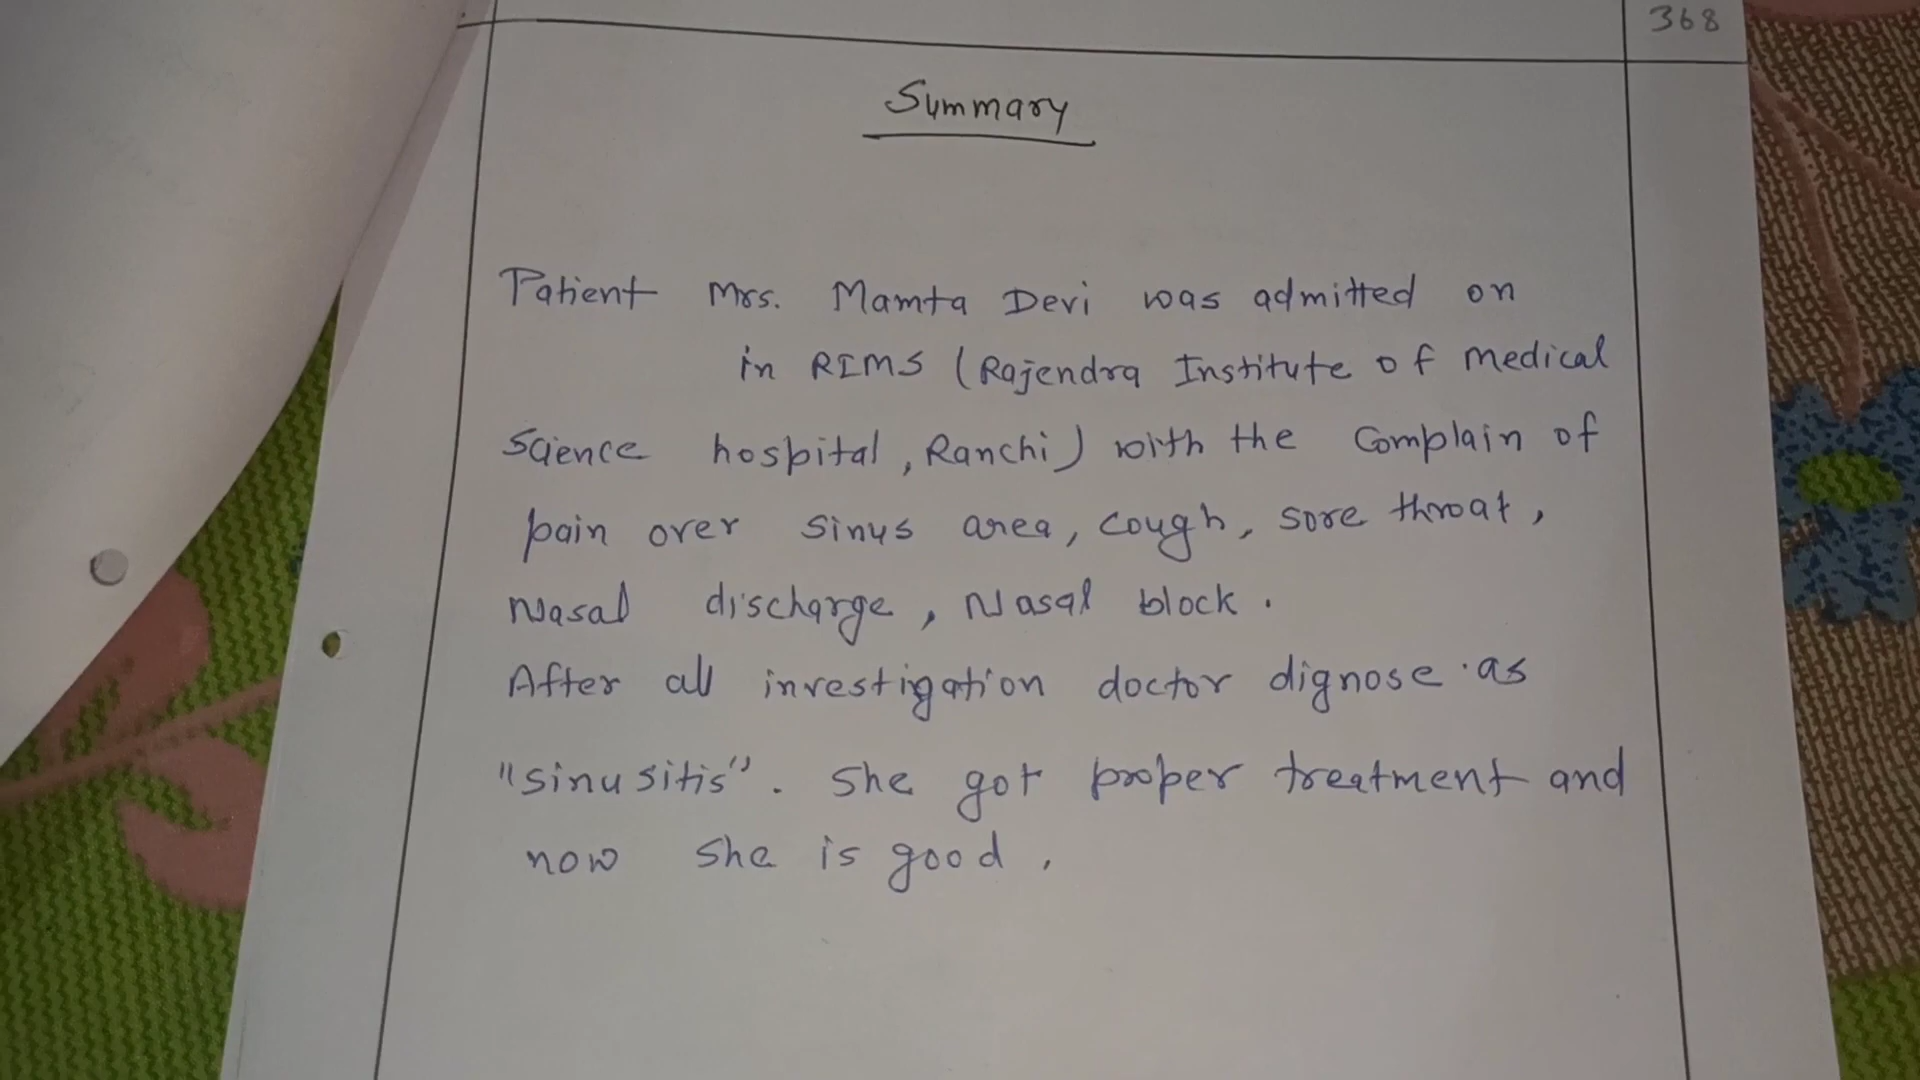 368
Summary
Patient Mrs. Mamta Devi was admitted on
in RIMS (Rajendra Institute of Medical
Science hospital, Ranchi) with the Complain of
pain over sinus area, cough, sore throat,
Nasal discharge, Nasal block.
After all investigation doctor dignose as
"sinusitis". She got proper treatment and
now she is good.